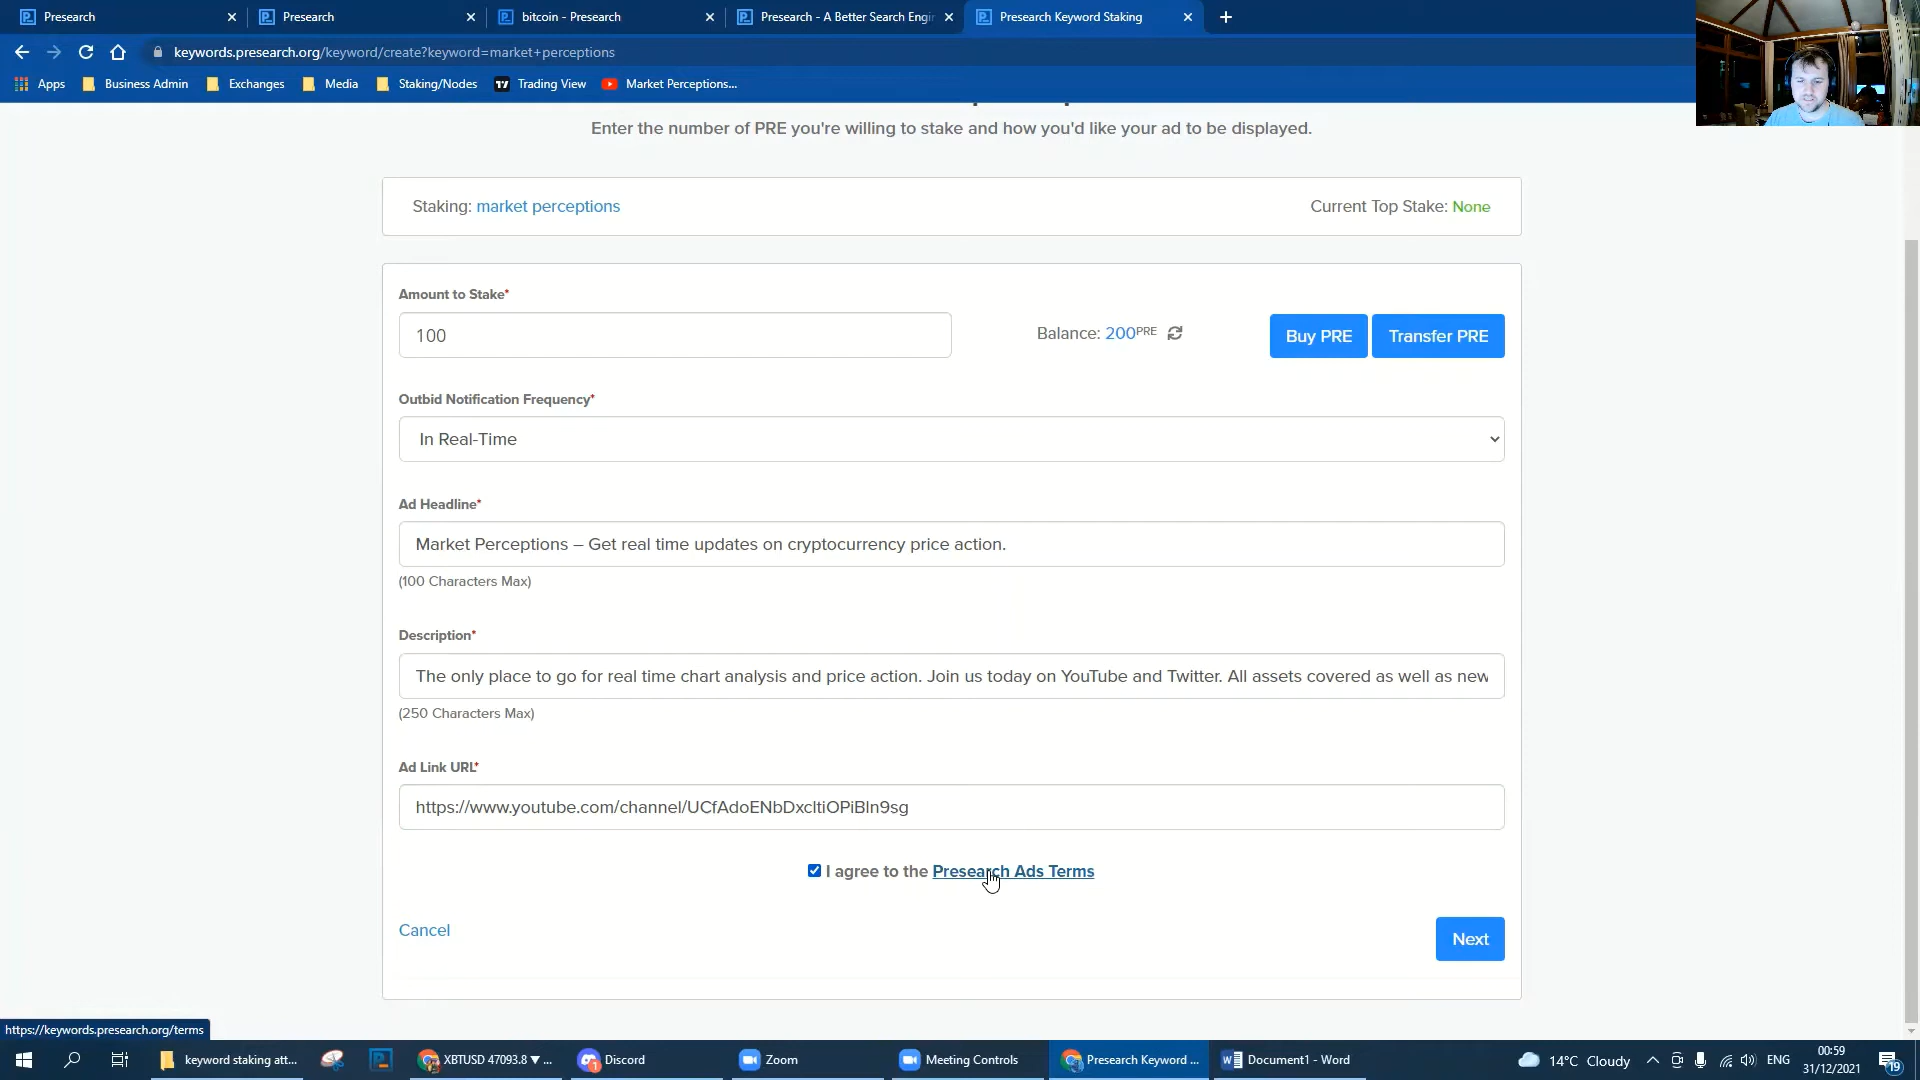 Presearch
Presearch
bitcoin - Presearch
Presearch - A Better Search Engi
Presearch Keyword Staking
keywords.presearch.org/keyword/create?keyword=market+perceptions
Apps
Business Admin
Exchanges
Media
Staking/Nodes
Trading View
Market Perceptions...
Enter the number of PRE you're willing to stake and how you'd like your ad to be displayed.
Staking: market perceptions
Current Top Stake: None
Amount to Stake*
100
Balance: 200PRE
Buy PRE
Transfer PRE
Outbid Notification Frequency*
In Real-Time
Ad Headline*
Market Perceptions – Get real time updates on cryptocurrency price action.
(100 Characters Max)
Description*
The only place to go for real time chart analysis and price action. Join us today on YouTube and Twitter. All assets covered as well as new
(250 Characters Max)
Ad Link URL*
https://www.youtube.com/channel/UCfAdoENbDxcltiOPiBln9sg
I agree to the Presearch Ads Terms
Cancel
Next
https://keywords.presearch.org/terms
keyword staking att...
XBTUSD 47093.8 ▼ ...
Discord
Zoom
Meeting Controls
Presearch Keyword ...
Document1 - Word
14°C Cloudy
ENG
00:59
31/12/2021
19